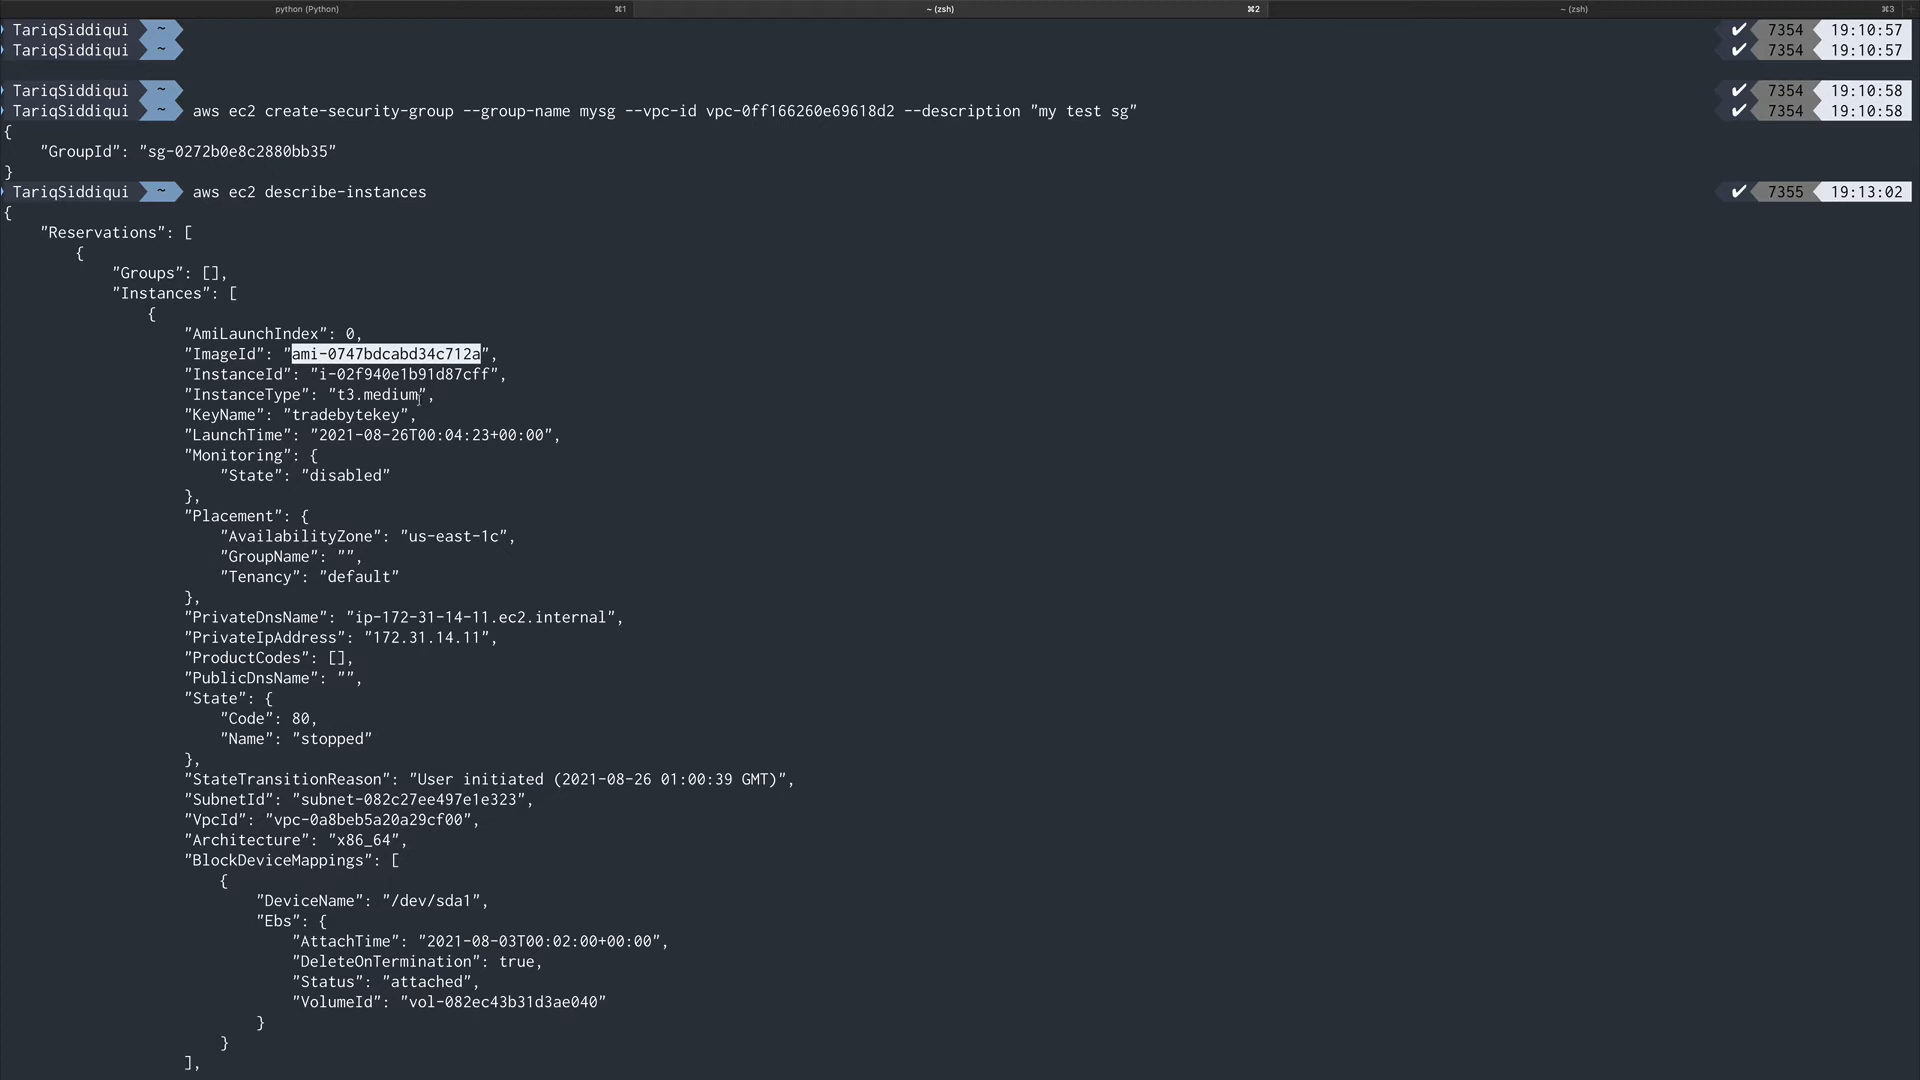 python (Python) ⌘1 ~ (zsh) ⌘2 ~ (zsh) ⌘3
TariqSiddiqui ~ ✔ 7354 19:10:57
TariqSiddiqui ~ ✔ 7354 19:10:57
TariqSiddiqui ~ ✔ 7354 19:10:58
TariqSiddiqui ~ aws ec2 create-security-group --group-name mysg --vpc-id vpc-0ff166260e69618d2 --description "my test sg" ✔ 7354 19:10:58
{
"GroupId": "sg-0272b0e8c2880bb35"
}
TariqSiddiqui ~ aws ec2 describe-instances ✔ 7355 19:13:02
{
"Reservations": [
{
"Groups": [],
"Instances": [
{
"AmiLaunchIndex": 0,
"ImageId": "ami-0747bdcabd34c712a",
"InstanceId": "i-02f940e1b91d87cff",
"InstanceType": "t3.medium",
"KeyName": "tradebytekey",
"LaunchTime": "2021-08-26T00:04:23+00:00",
"Monitoring": {
"State": "disabled"
},
"Placement": {
"AvailabilityZone": "us-east-1c",
"GroupName": "",
"Tenancy": "default"
},
"PrivateDnsName": "ip-172-31-14-11.ec2.internal",
"PrivateIpAddress": "172.31.14.11",
"ProductCodes": [],
"PublicDnsName": "",
"State": {
"Code": 80,
"Name": "stopped"
},
"StateTransitionReason": "User initiated (2021-08-26 01:00:39 GMT)",
"SubnetId": "subnet-082c27ee497e1e323",
"VpcId": "vpc-0a8beb5a20a29cf00",
"Architecture": "x86_64",
"BlockDeviceMappings": [
{
"DeviceName": "/dev/sda1",
"Ebs": {
"AttachTime": "2021-08-03T00:02:00+00:00",
"DeleteOnTermination": true,
"Status": "attached",
"VolumeId": "vol-082ec43b31d3ae040"
}
}
],